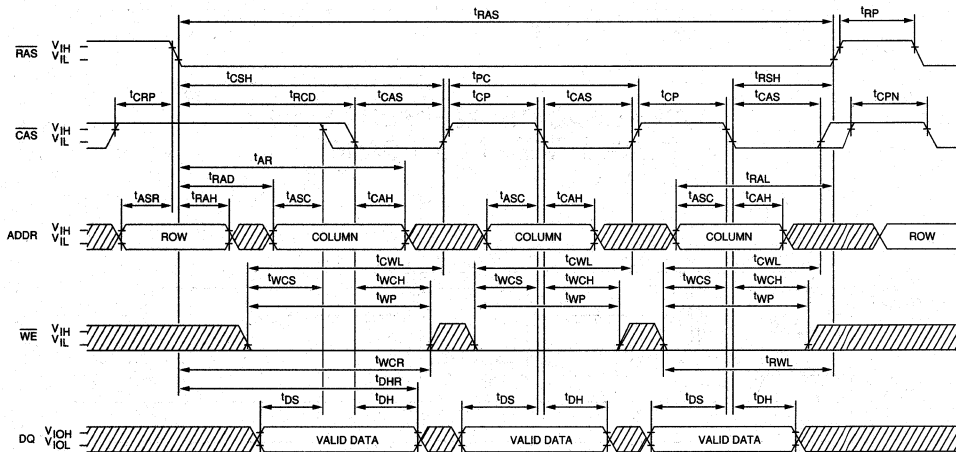 tRAS
tRP
RAS VIH
VIL
tCSH
tPC
tRSH
tCRP
tRCD
tCAS
tCP
tCAS
tCP
tCAS
tCPN
CAS VIH
VIL
tAR
tRAD
tRAL
tASR
tRAH
tASC
tCAH
tASC
tCAH
tASC
tCAH
ADDR VIH
VIL
ROW
COLUMN
COLUMN
COLUMN
ROW
tCWL
tCWL
tCWL
tWCS
tWCH
tWCS
tWCH
tWCS
tWCH
tWP
tWP
tWP
WE VIH
VIL
tWCR
tRWL
tDHR
tDS
tDH
tDS
tDH
tDS
tDH
DQ VIOH
VIOL
VALID DATA
VALID DATA
VALID DATA